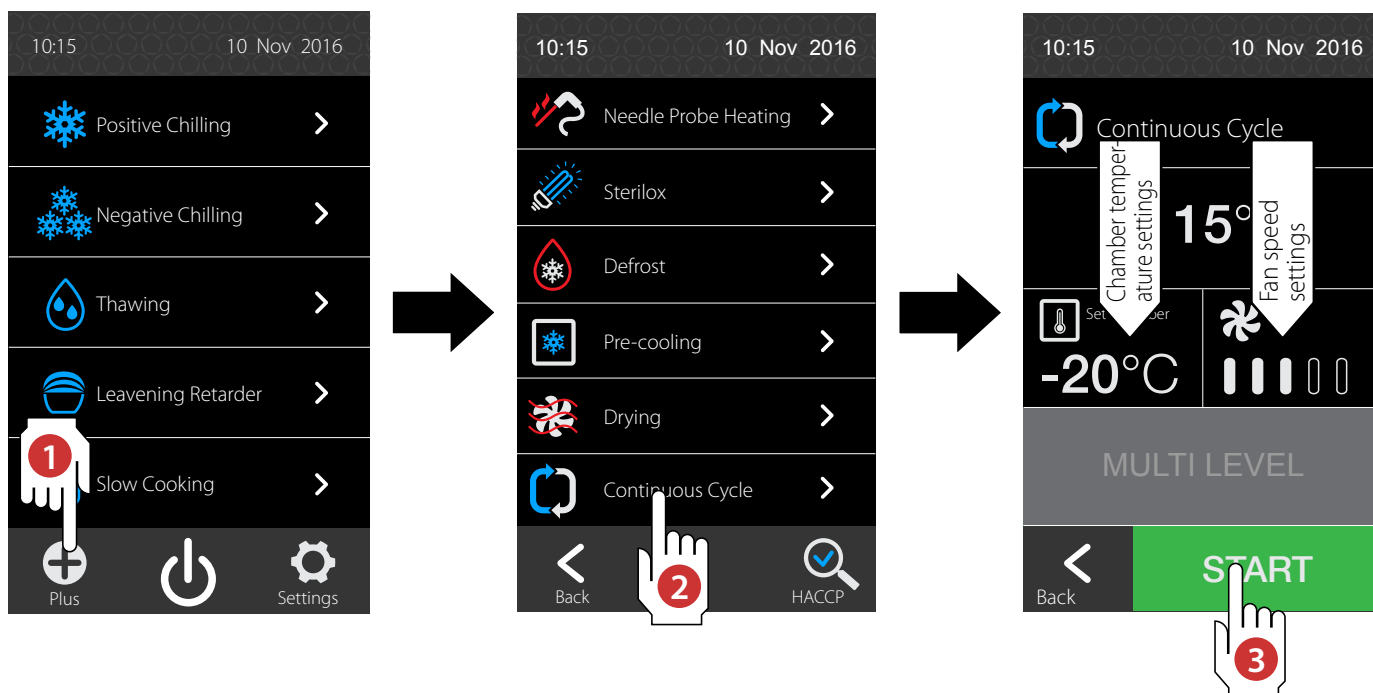 10:15 10 Nov 2016
Positive Chilling
Negative Chilling
Thawing
Leavening Retarder
1
Slow Cooking
Plus
Settings
10:15 10 Nov 2016
Needle Probe Heating
Sterilox
Defrost
Pre-cooling
Drying
Continuous Cycle
2
Back
HACCP
10:15 10 Nov 2016
Continuous Cycle
Chamber temper-
ature settings
15°
Fan speed
settings
Set
-20°C
MULTI LEVEL
Back
START
3